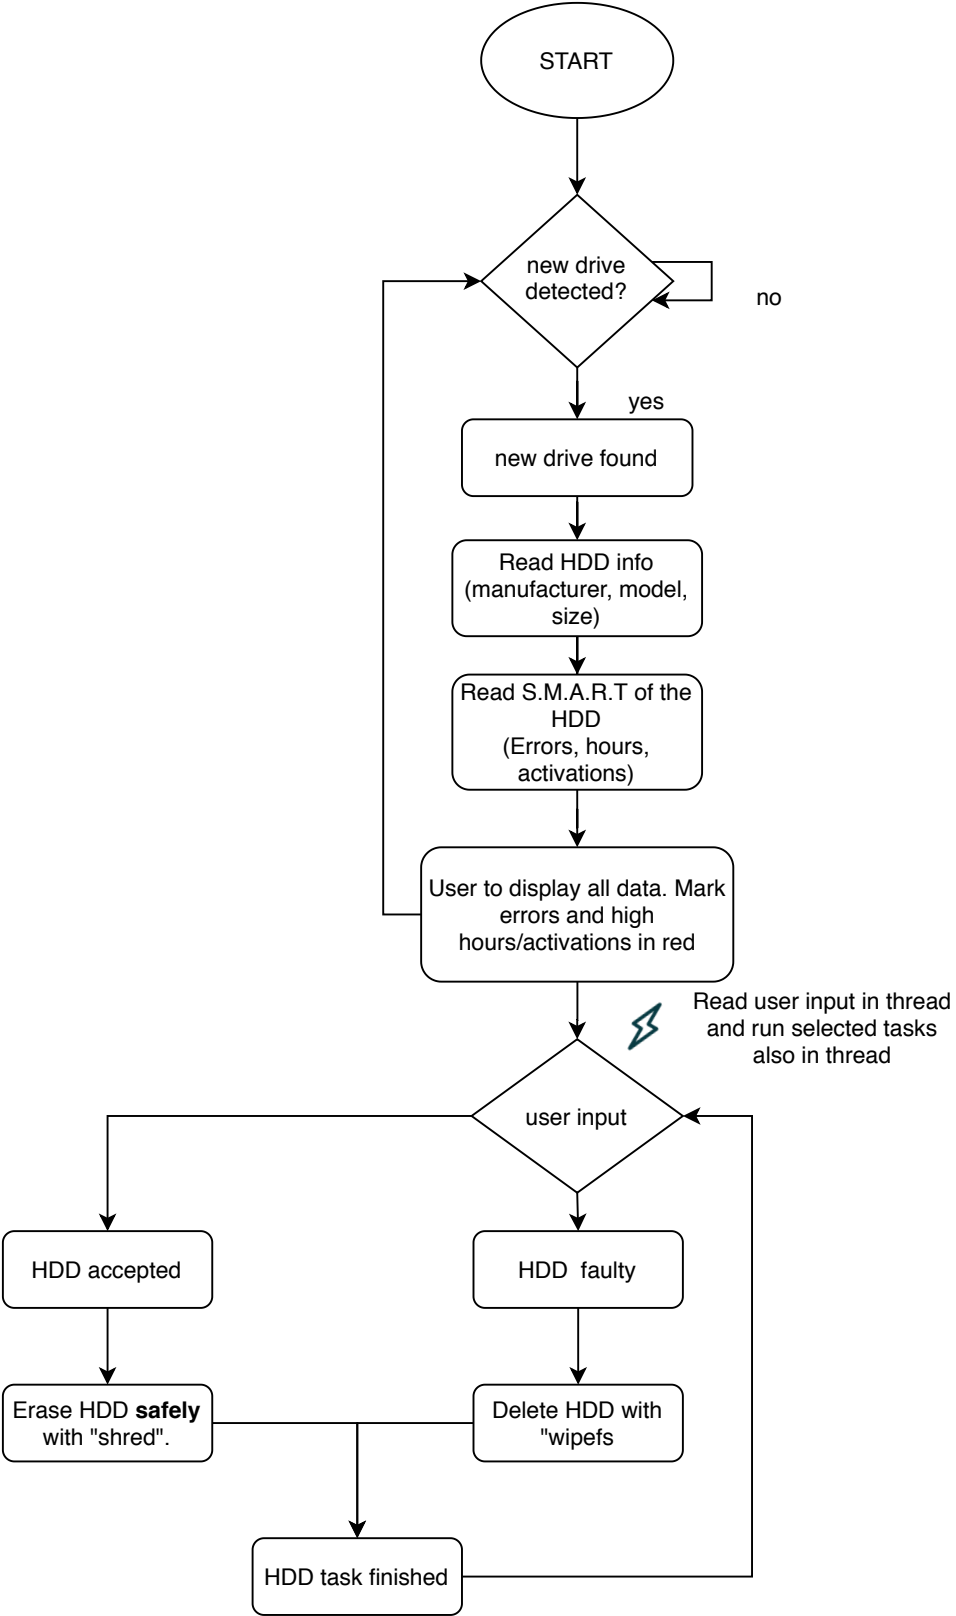 START
new drive
detected?
no
yes
new drive found
Read HDD info
(manufacturer, model,
size)
Read S.M.A.R.T of the
HDD
(Errors, hours,
activations)
User to display all data. Mark
errors and high
hours/activations in red
Read user input in thread
and run selected tasks
also in thread
user input
HDD accepted
HDD  faulty
Erase HDD safely
with "shred".
Delete HDD with
"wipefs
HDD task finished